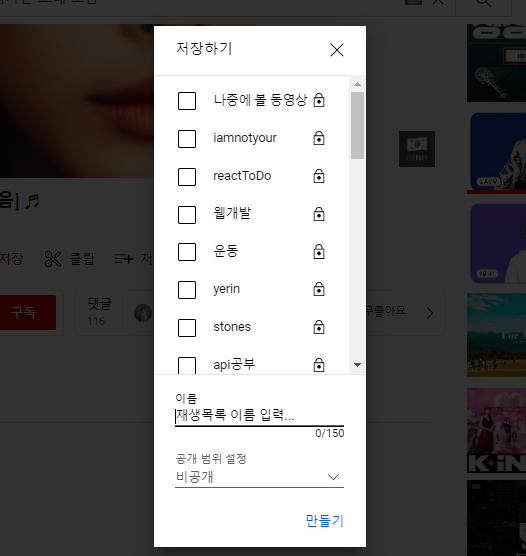 저장하기
나중에 볼 동영상
iamnotyour
reactToDo
웹개발
운동
yerin
stones
api공부
이름
재생목록 이름 입력...
0/150
공개 범위 설정
비공개
만들기
음] ♬
저장
클립
저
구독
댓글
116
좋아요
LAUV